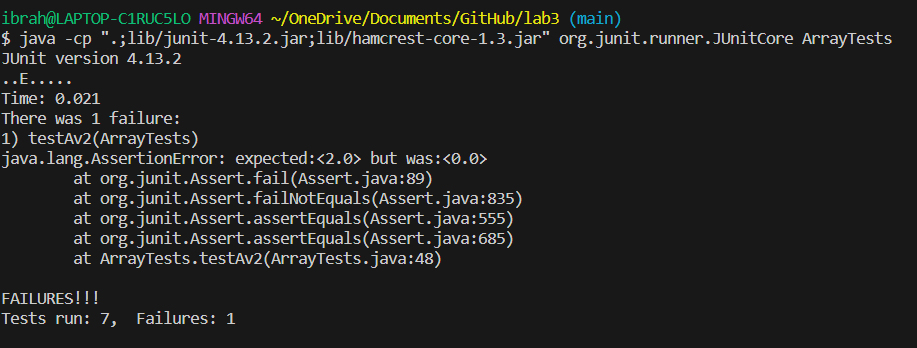 ibrah@LAPTOP-C1RUC5LO MINGW64 ~/OneDrive/Documents/GitHub/lab3 (main)
$ java -cp ".;lib/junit-4.13.2.jar;lib/hamcrest-core-1.3.jar" org.junit.runner.JUnitCore ArrayTests
JUnit version 4.13.2
..E.....
Time: 0.021
There was 1 failure:
1) testAv2(ArrayTests)
java.lang.AssertionError: expected:<2.0> but was:<0.0>
        at org.junit.Assert.fail(Assert.java:89)
        at org.junit.Assert.failNotEquals(Assert.java:835)
        at org.junit.Assert.assertEquals(Assert.java:555)
        at org.junit.Assert.assertEquals(Assert.java:685)
        at ArrayTests.testAv2(ArrayTests.java:48)

FAILURES!!!
Tests run: 7,  Failures: 1